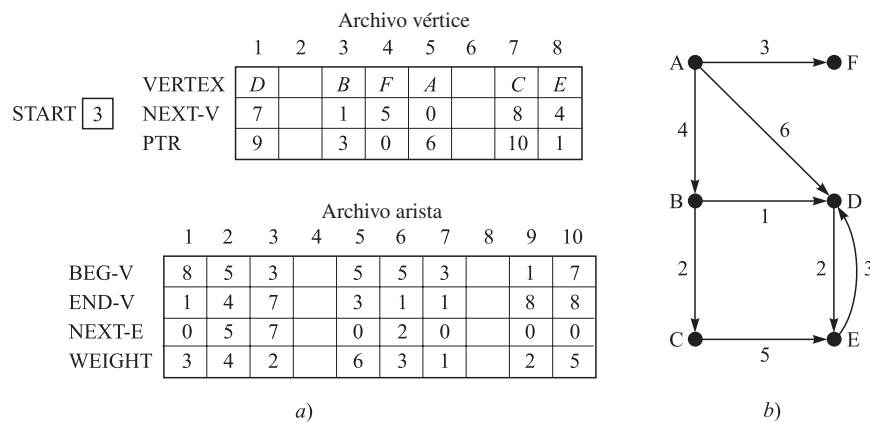 Archivo vértice
1 2 3 4 5 6 7 8
VERTEX D B F A C E
START 3 NEXT-V 7 1 5 0 8 4
PTR 9 3 0 6 10 1
Archivo arista
1 2 3 4 5 6 7 8 9 10
BEG-V 8 5 3 5 5 3 1 7
END-V 1 4 7 3 1 1 8 8
NEXT-E 0 5 7 0 2 0 0 0
WEIGHT 3 4 2 6 3 1 2 5
a)
A 3 F
4 6
B 1 D
2 2 3
C 5 E
b)